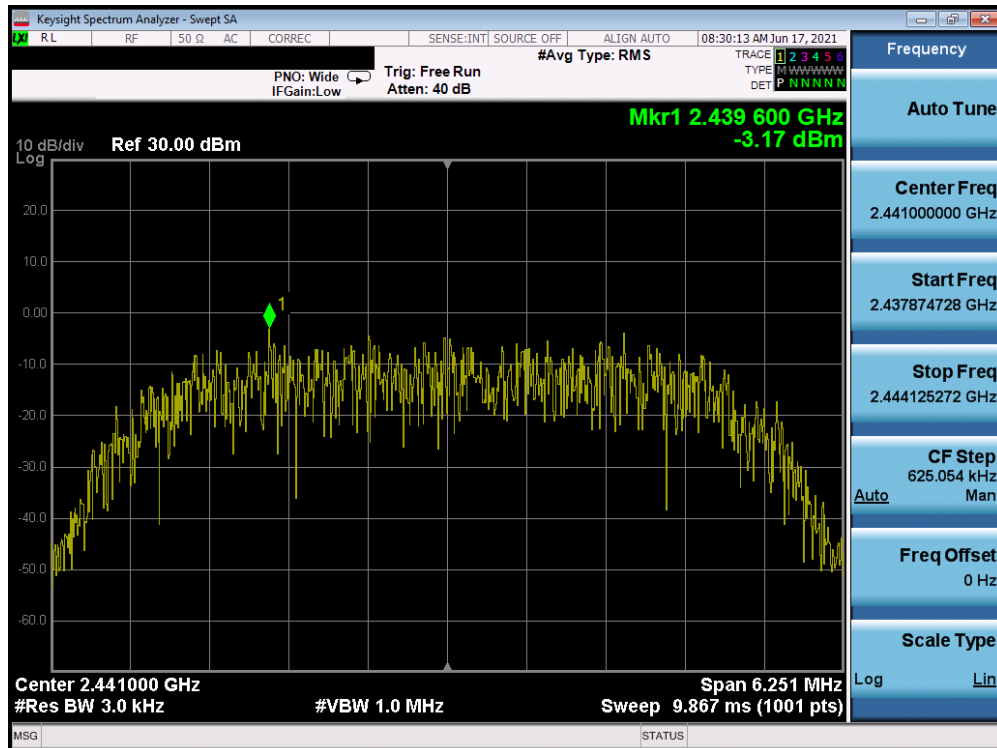 Keysight Spectrum Analyzer - Swept SA
LXI RL RF 50 Ω AC CORREC SENSE:INT SOURCE OFF ALIGN AUTO 08:30:13 AM Jun 17, 2021
#Avg Type: RMS
TRACE 1 2 3 4 5 6
TYPE M W W W W W
DET P N N N N N
PNO: Wide
IFGain:Low
Trig: Free Run
Atten: 40 dB
Mkr1 2.439 600 GHz
-3.17 dBm
10 dB/div
Log
Ref 30.00 dBm
20.0
10.0
0.00
-10.0
-20.0
-30.0
-40.0
-50.0
-60.0
1
Center 2.441000 GHz
Span 6.251 MHz
#Res BW 3.0 kHz
#VBW 1.0 MHz
Sweep 9.867 ms (1001 pts)
MSG
STATUS
Frequency
Auto Tune
Center Freq
2.441000000 GHz
Start Freq
2.437874728 GHz
Stop Freq
2.444125272 GHz
CF Step
625.054 kHz
Auto Man
Freq Offset
0 Hz
Scale Type
Log Lin